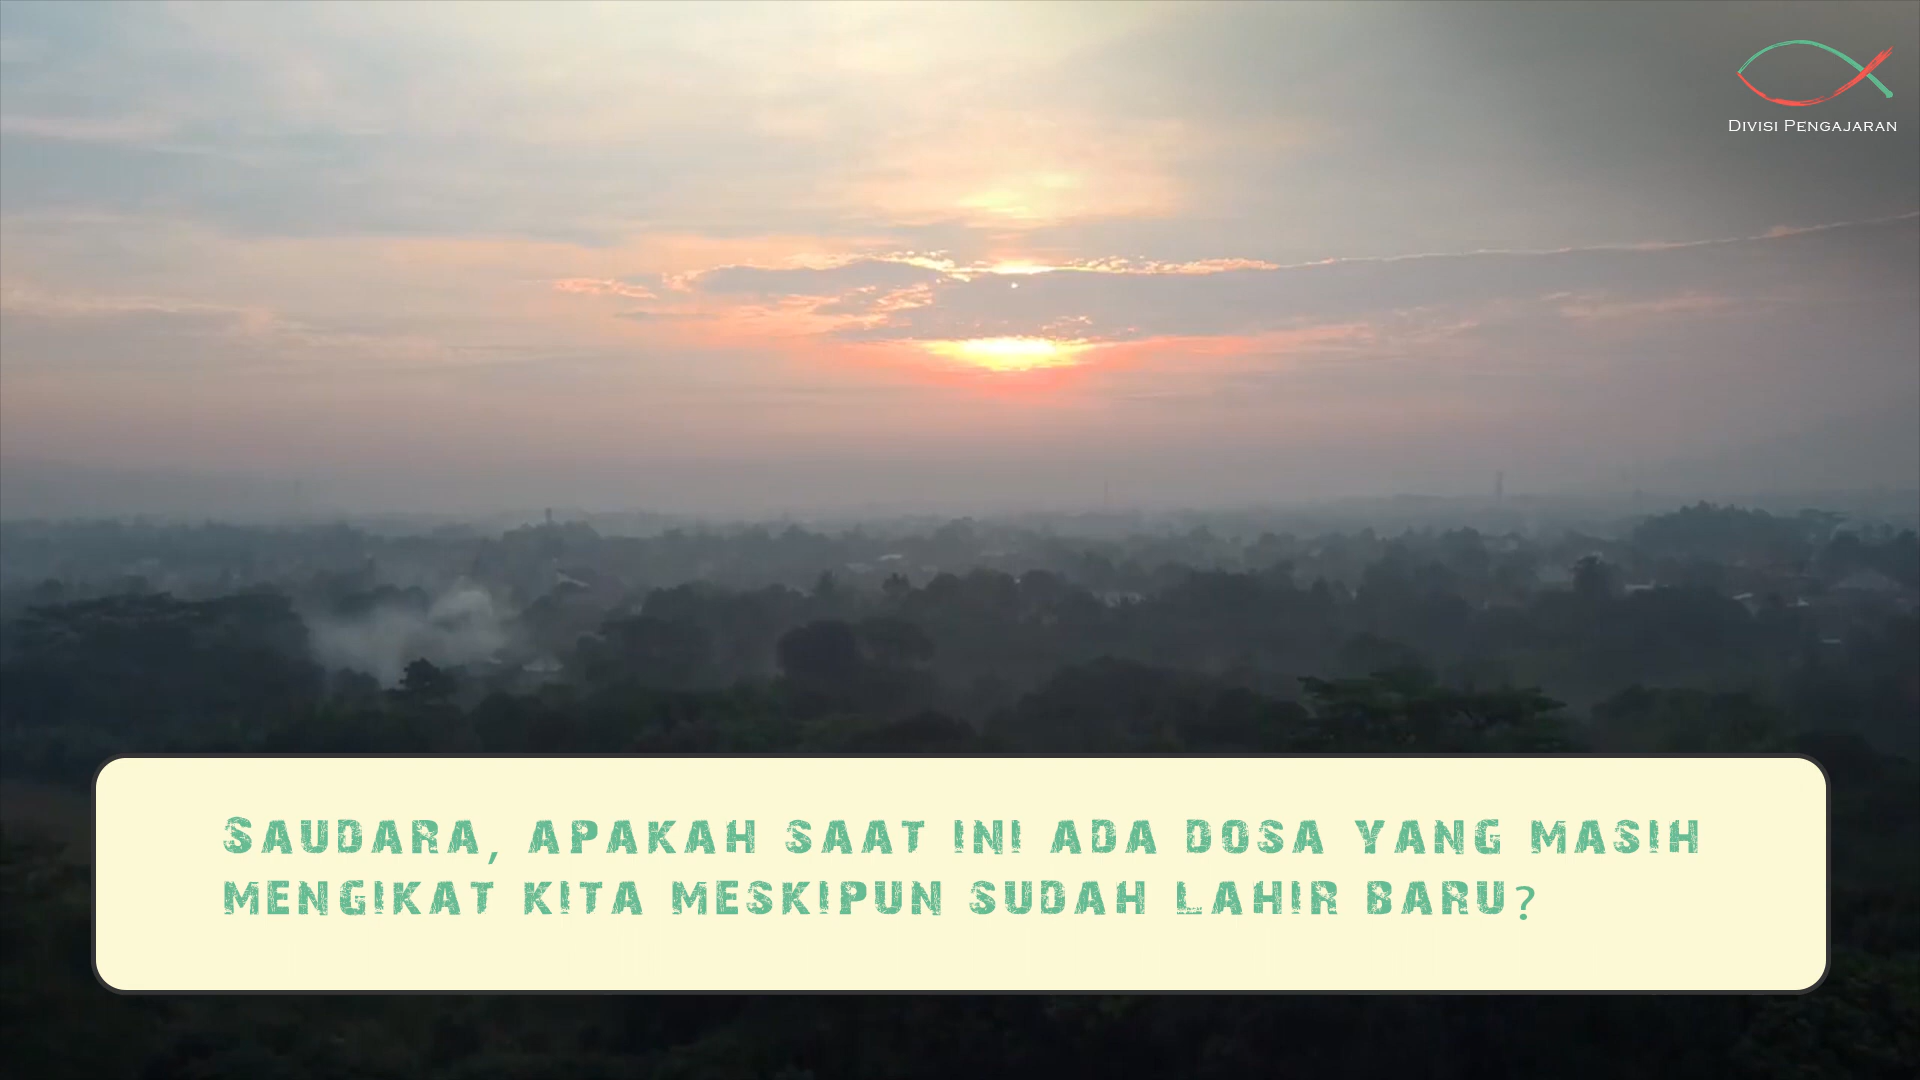 Divisi Pengajaran
Saudara, apakah saat ini ada dosa yang masih
mengikat kita meskipun sudah lahir baru?